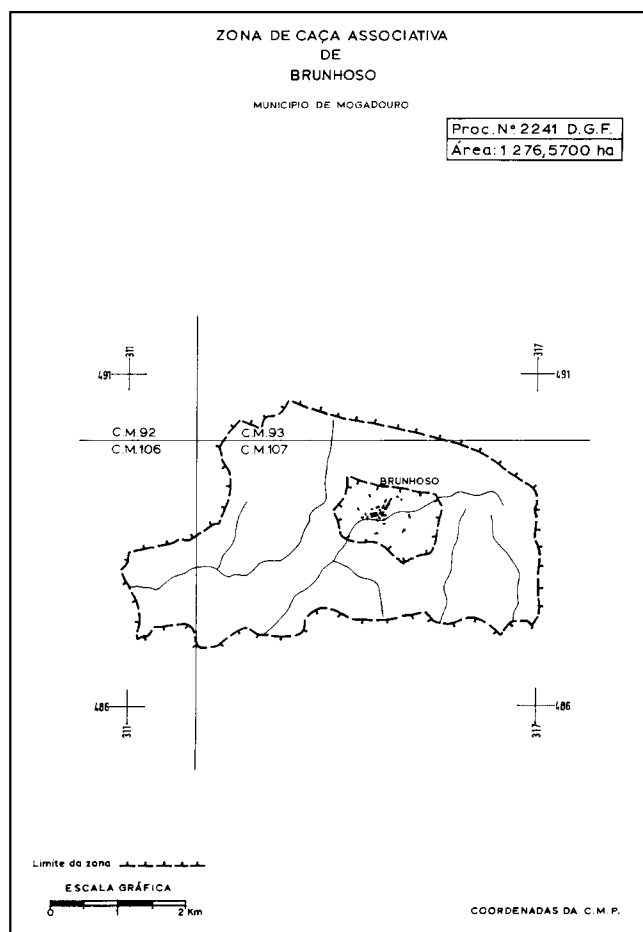 ZONA DE CAÇA ASSOCIATIVA
DE
BRUNHOSO
MUNICIPIO DE MOGADOURO
Proc. Nº 2241 D.G.F.
Área: 1 276,5700 ha
311
317
491
491
C.M.92
C.M.93
C.M.106
C.M.107
BRUNHOSO
486
486
311
317
Limite da zona
ESCALA GRÁFICA
0 1 2 Km
COORDENADAS DA C.M.P.